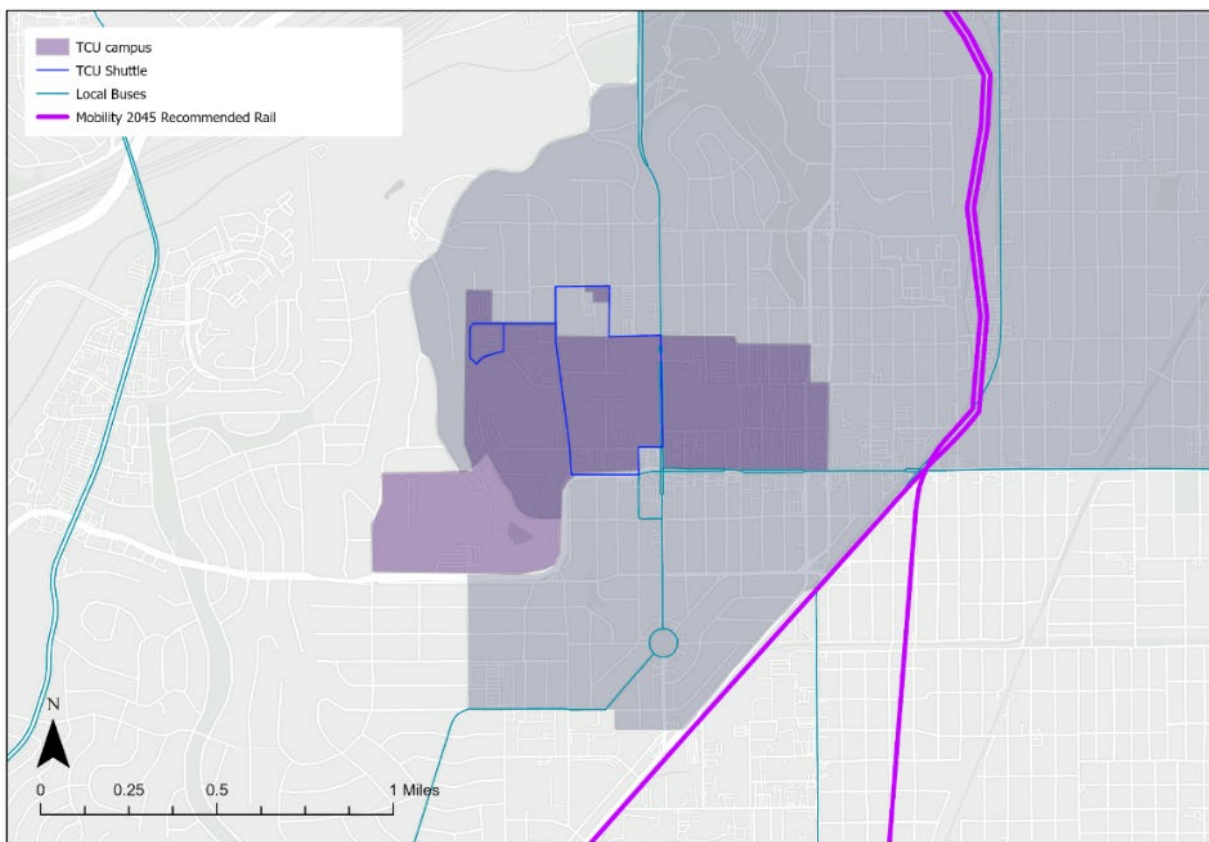 TCU campus
TCU Shuttle
Local Buses
Mobility 2045 Recommended Rail
N
0 0.25 0.5 1 Miles